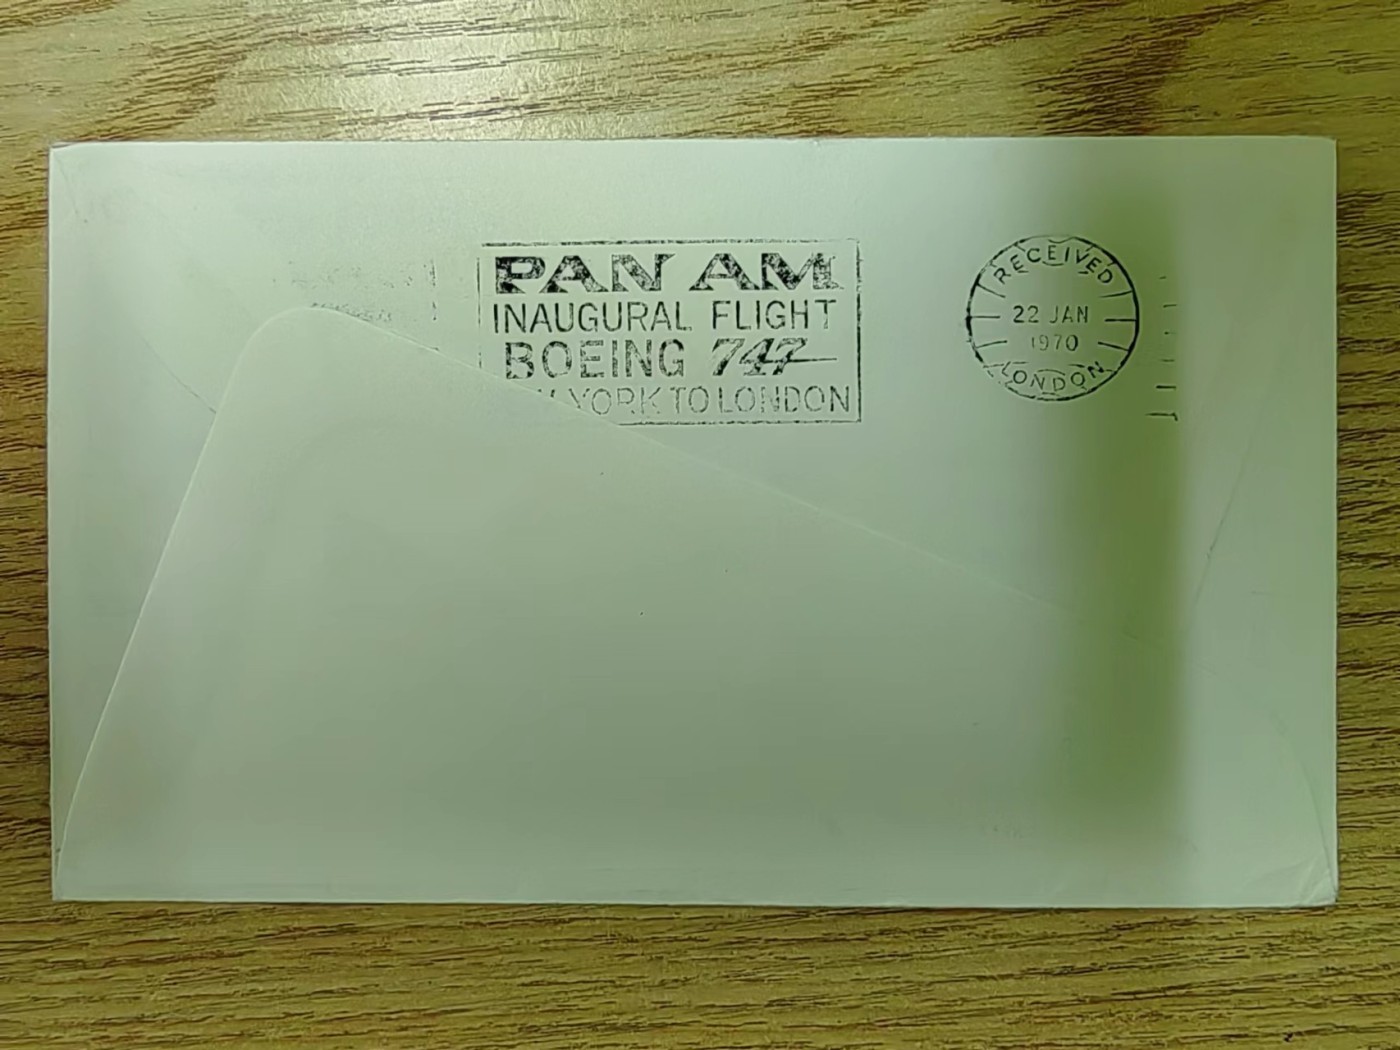 PAN AM
INAUGURAL FLIGHT
BOEING 747
YORK TO LONDON
RECEIVED
22 JAN
1970
LONDON